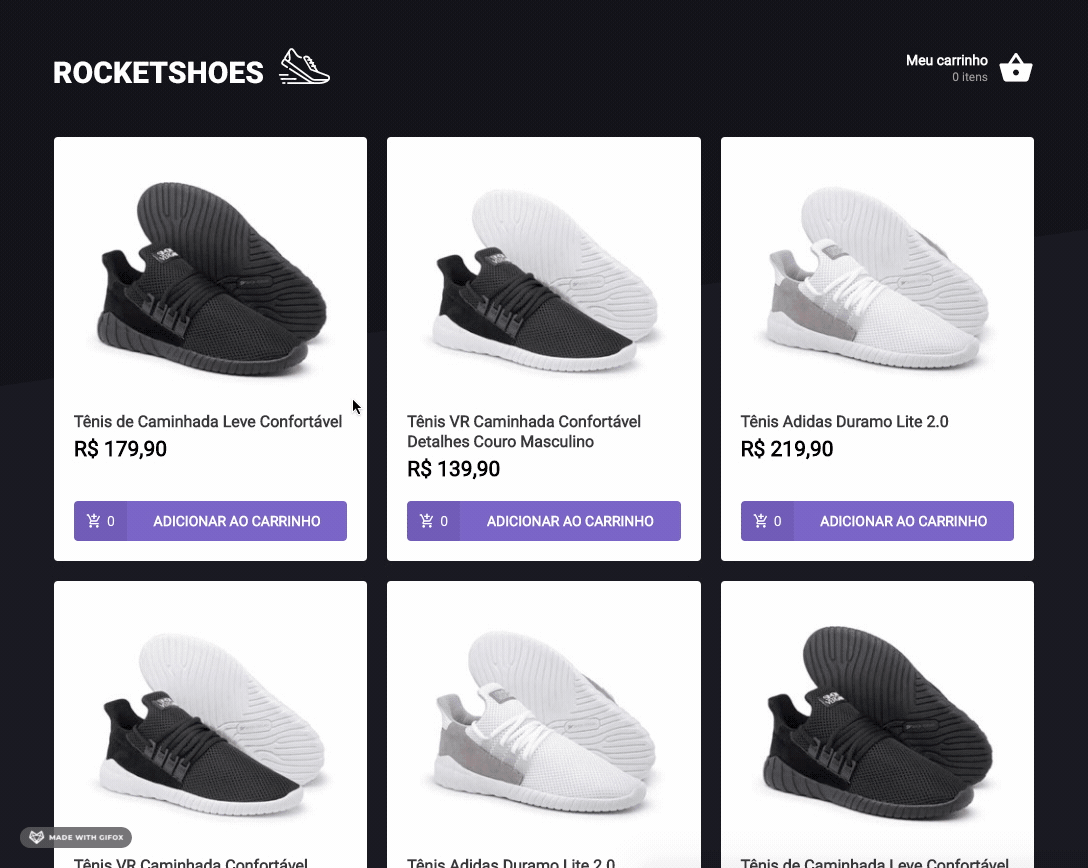 ROCKETSHOES
Meu carrinho
0 itens
Tênis de Caminhada Leve Confortável
R$ 179,90
0 ADICIONAR AO CARRINHO
Tênis VR Caminhada Confortável
Detalhes Couro Masculino
R$ 139,90
0 ADICIONAR AO CARRINHO
Tênis Adidas Duramo Lite 2.0
R$ 219,90
0 ADICIONAR AO CARRINHO
MADE WITH GIFOX
Tênis VR Caminhada Confortável
Tênis Adidas Duramo Lite 2.0
Tênis de Caminhada Leve Confortável